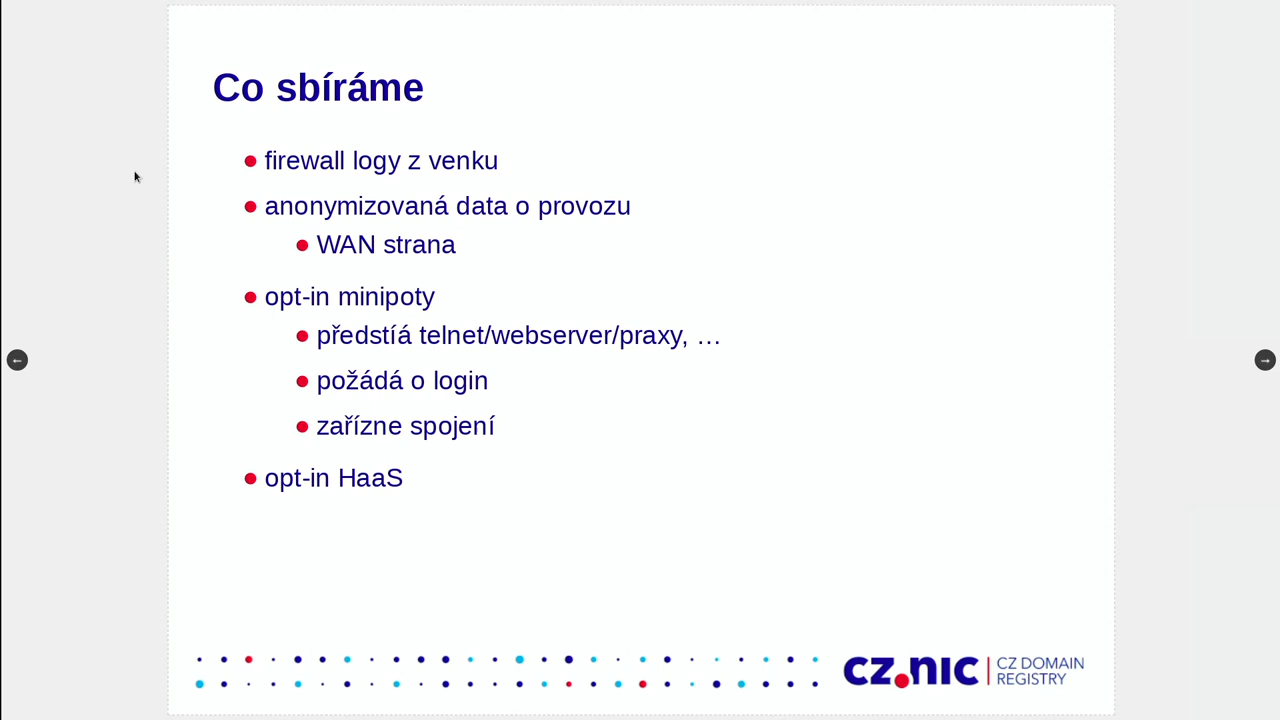 Co sbíráme
firewall logy z venku
anonymizovaná data o provozu
WAN strana
opt-in minipoty
předstíá telnet/webserver/praxy, …
požádá o login
zařízne spojení
opt-in HaaS
CZ.NIC
CZ DOMAIN
REGISTRY